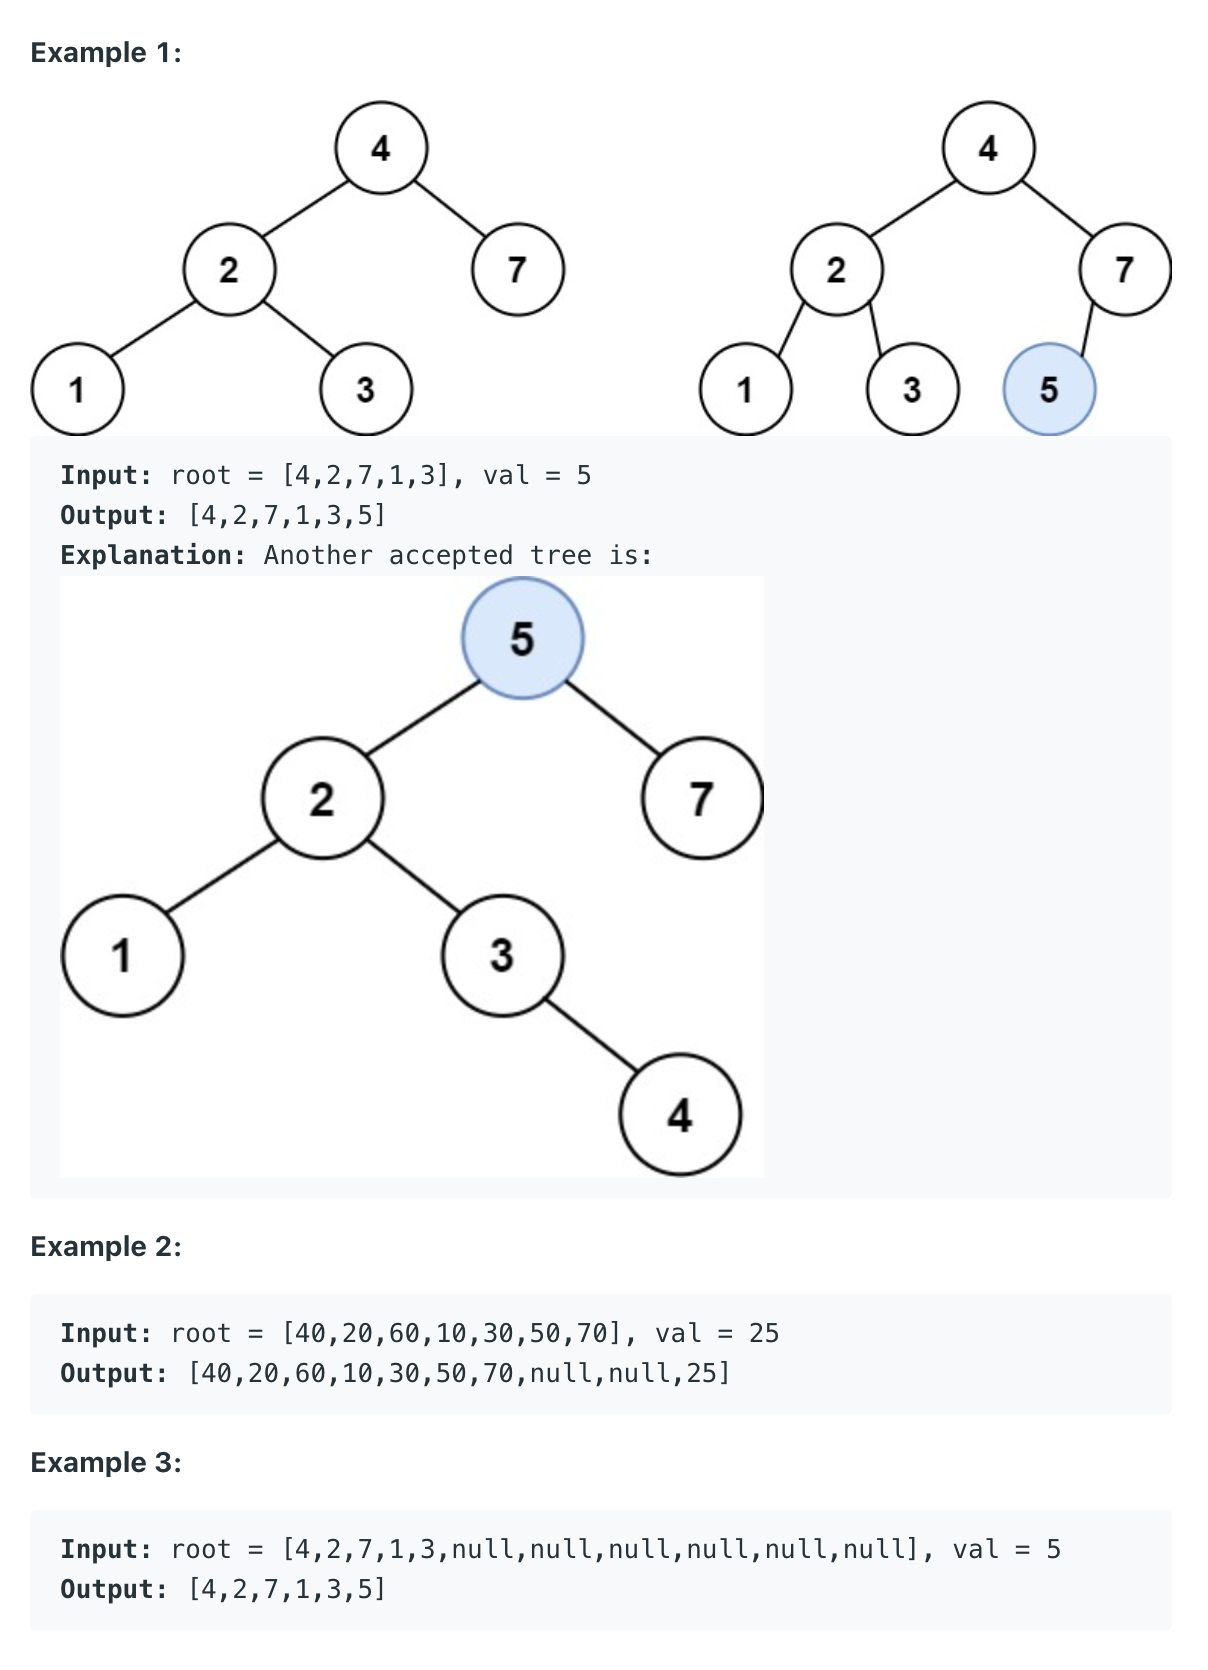 Example 1:
4
4
2
7
2
7
1
3
1
3
5
Input: root = [4,2,7,1,3], val = 5
Output: [4,2,7,1,3,5]
Explanation: Another accepted tree is:
5
2
7
1
3
4
Example 2:
Input: root = [40,20,60,10,30,50,70], val = 25
Output: [40,20,60,10,30,50,70,null,null,25]
Example 3:
Input: root = [4,2,7,1,3,null,null,null,null,null,null], val = 5
Output: [4,2,7,1,3,5]